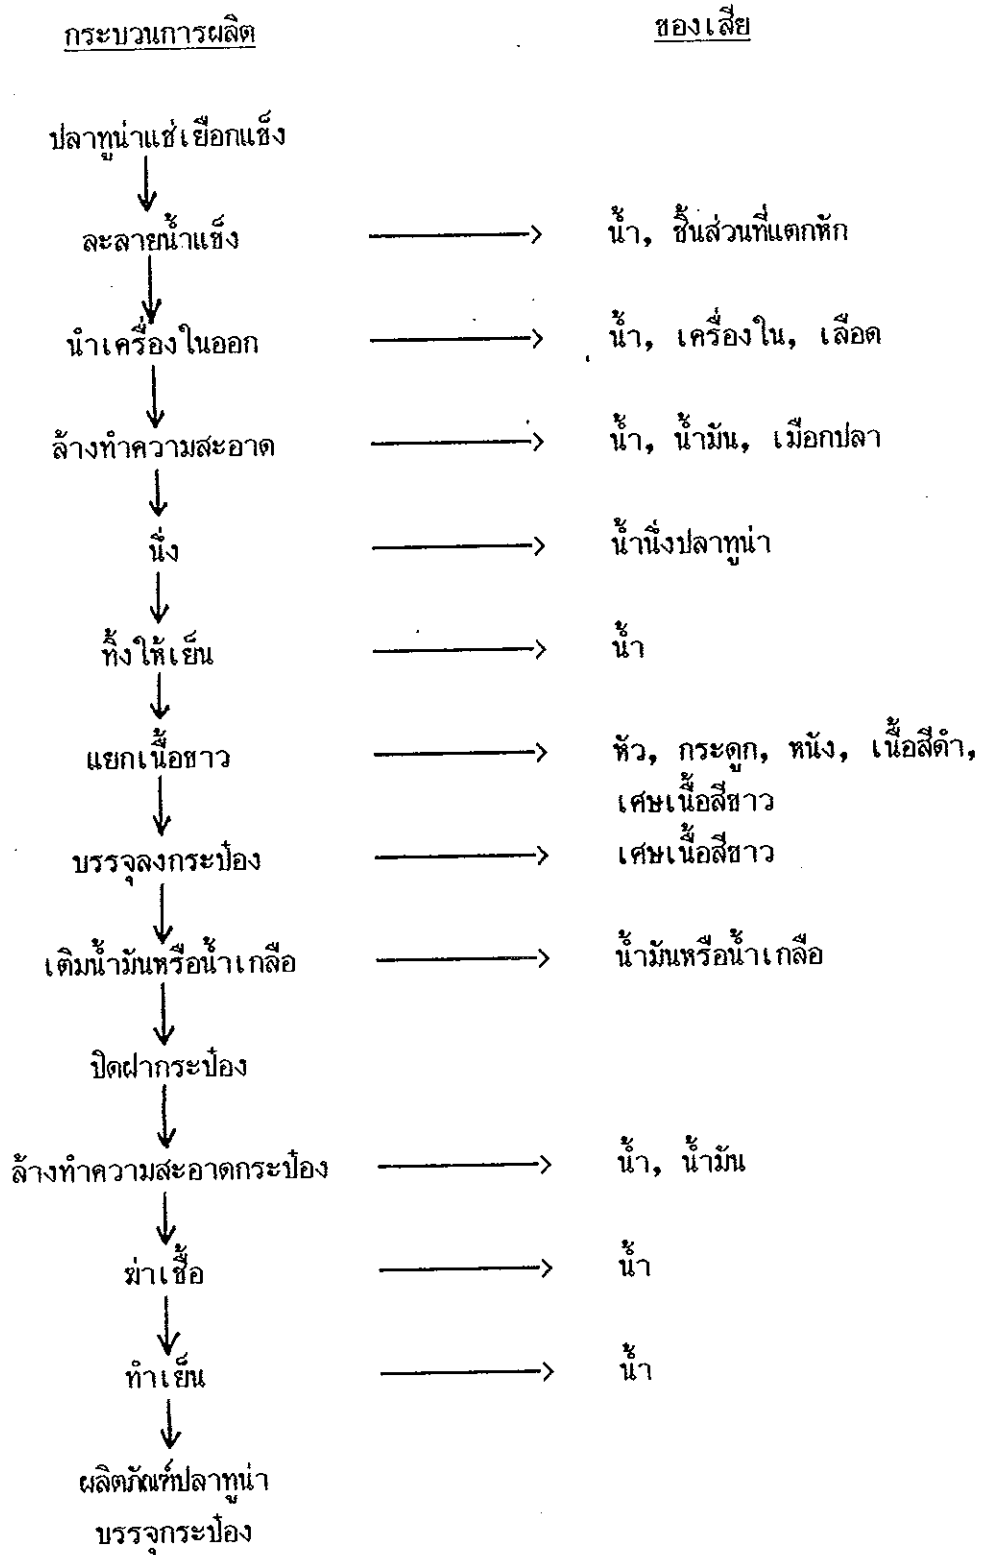 กระบวนการผลิต ของเสีย
ปลาทูน่าแช่เยือกแข็ง
ละลายน้ำแข็ง น้ำ, ชิ้นส่วนที่แตกหัก
นำเครื่องในออก น้ำ, เครื่องใน, เลือด
ล้างทำความสะอาด น้ำ, น้ำมัน, เมือกปลา
นึ่ง น้ำนึ่งปลาทูน่า
ทิ้งให้เย็น น้ำ
แยกเนื้อขาว หัว, กระดูก, หนัง, เนื้อสีดำ,
เศษเนื้อสีขาว
บรรจุลงกระป๋อง เศษเนื้อสีขาว
เติมน้ำมันหรือน้ำเกลือ น้ำมันหรือน้ำเกลือ
ปิดฝากระป๋อง
ล้างทำความสะอาดกระป๋อง น้ำ, น้ำมัน
ฆ่าเชื้อ น้ำ
ทำเย็น น้ำ
ผลิตภัณฑ์ปลาทูน่า
บรรจุกระป๋อง